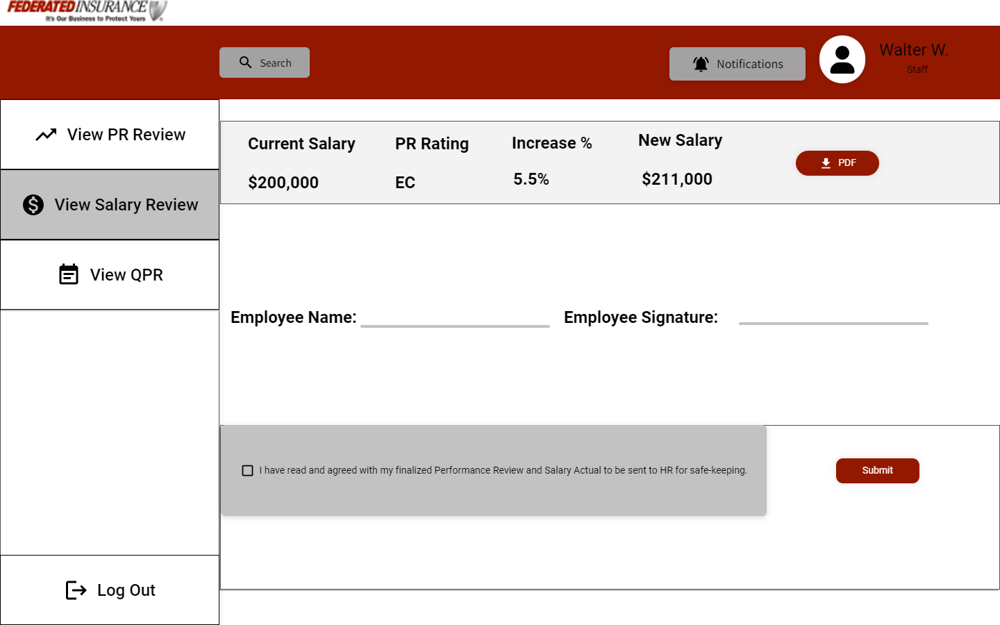 FEDERATED INSURANCE
It's Our Business to Protect Yours
Search
Notifications
Walter W.
Staff
View PR Review
View Salary Review
View QPR
Log Out
Current Salary PR Rating Increase % New Salary
$200,000 EC 5.5% $211,000
PDF
Employee Name: Employee Signature:
I have read and agreed with my finalized Performance Review and Salary Actual to be sent to HR for safe-keeping.
Submit